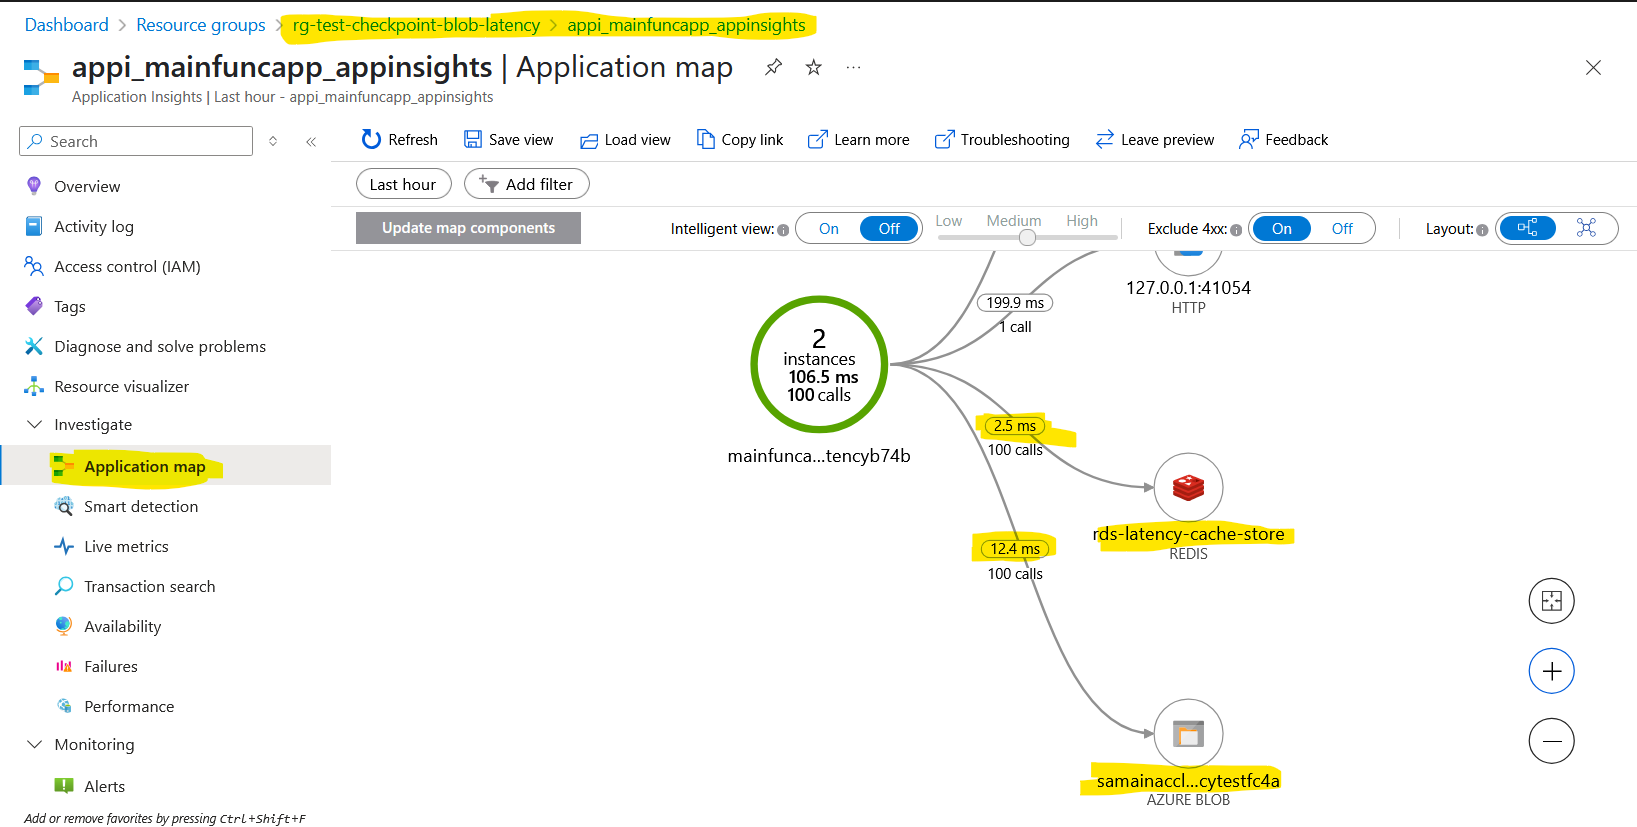 Dashboard > Resource groups > rg-test-checkpoint-blob-latency > appi_mainfuncapp_appinsights
appi_mainfuncapp_appinsights | Application map
Application Insights | Last hour - appi_mainfuncapp_appinsights
Search
Refresh
Save view
Load view
Copy link
Learn more
Troubleshooting
Leave preview
Feedback
Overview
Activity log
Access control (IAM)
Tags
Diagnose and solve problems
Resource visualizer
Investigate
Application map
Smart detection
Live metrics
Transaction search
Availability
Failures
Performance
Monitoring
Alerts
Add or remove favorites by pressing Ctrl+Shift+F
Last hour
Add filter
Update map components
Intelligent view:
On
Off
Low
Medium
High
Exclude 4xx:
On
Off
Layout:
127.0.0.1:41054
HTTP
199.9 ms
1 call
2
instances
106.5 ms
100 calls
mainfunca...tencyb74b
2.5 ms
100 calls
rds-latency-cache-store
REDIS
12.4 ms
100 calls
samainaccl...cytestfc4a
AZURE BLOB